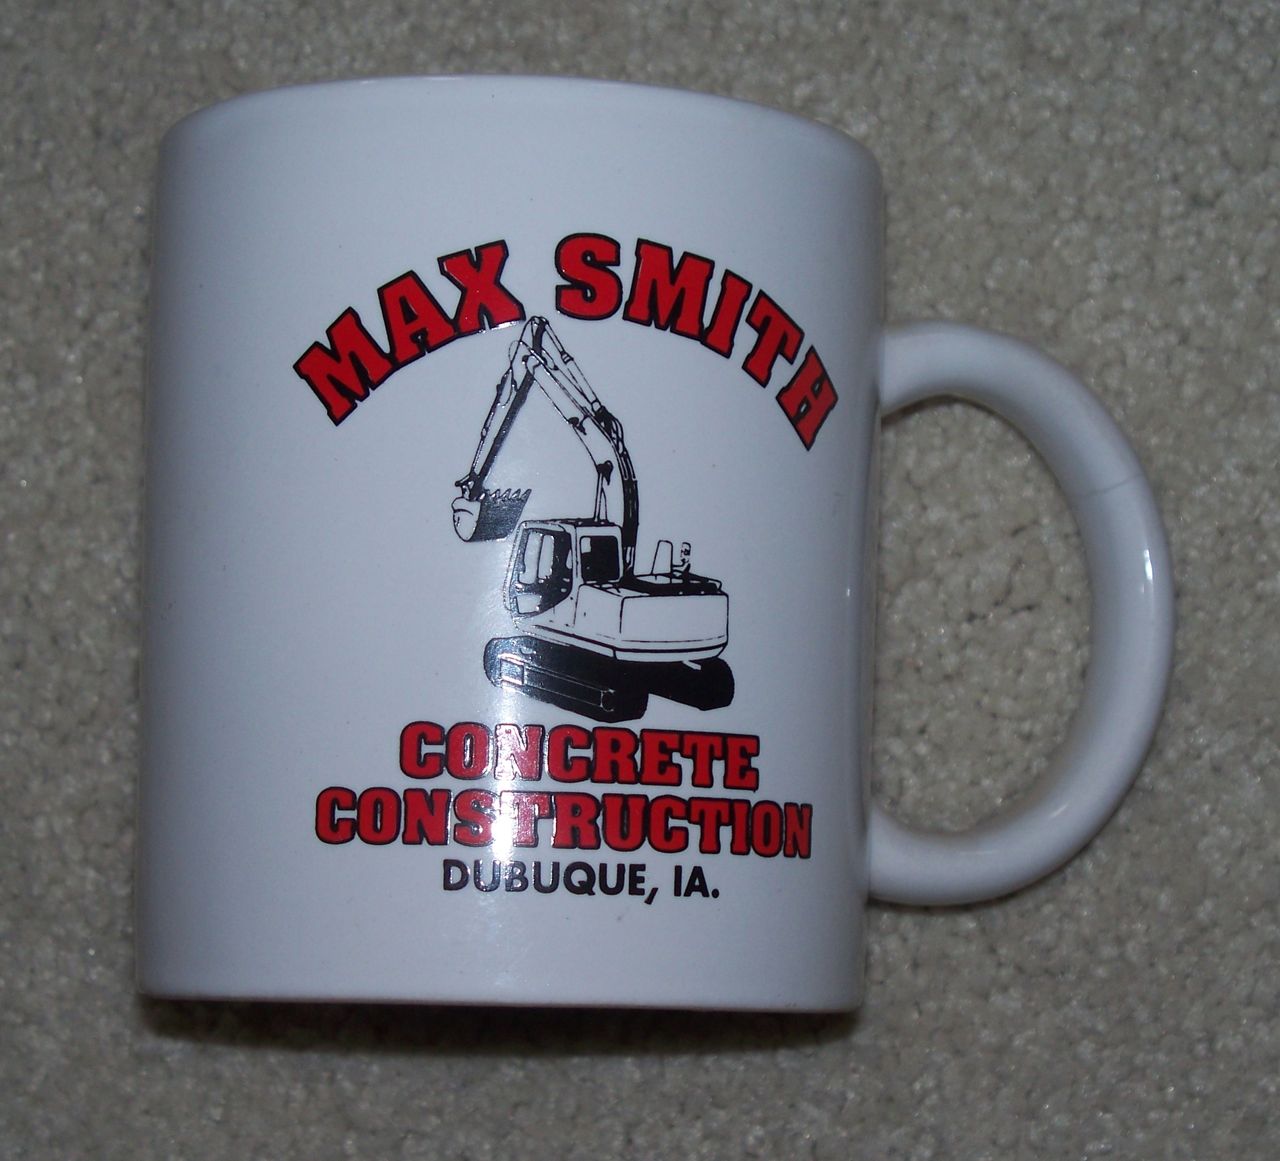 MAX SMITH
CONCRETE
CONSTRUCTION
DUBUQUE, IA.